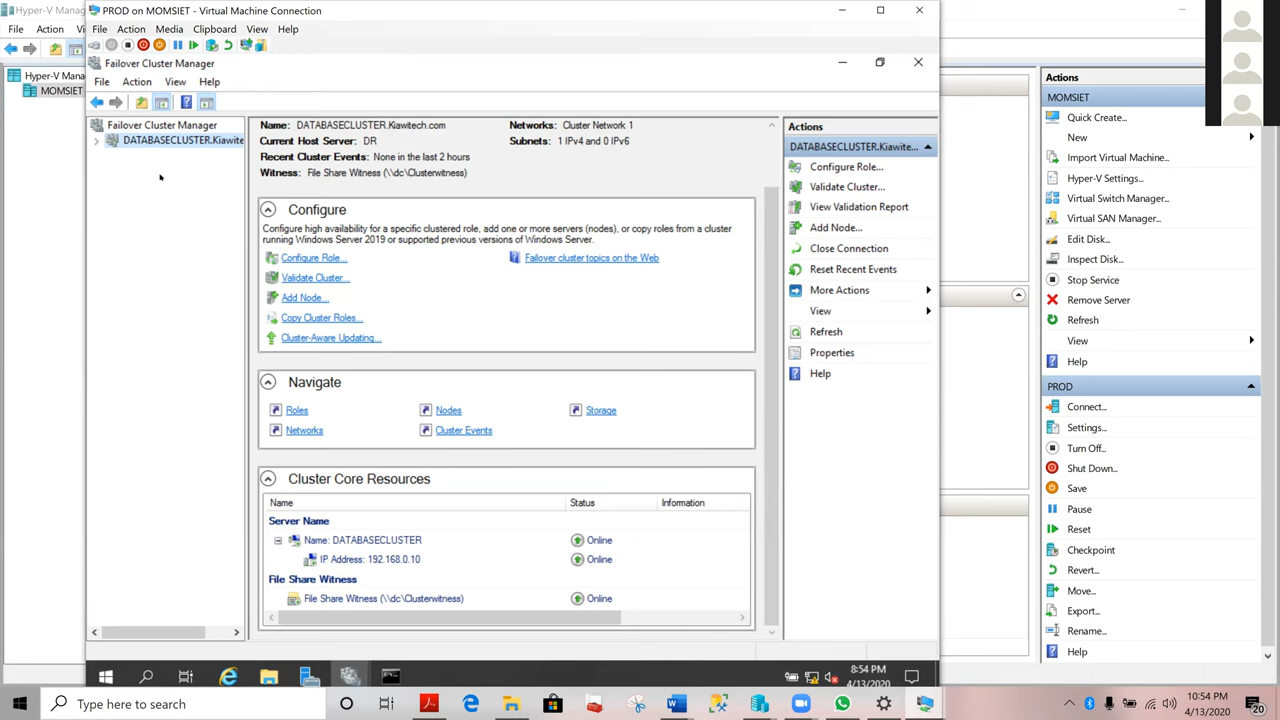 Hyper-V Manager
File
Action
PROD on MOMSIET - Virtual Machine Connection
File
Action
Media
Clipboard
View
Help
Hyper-V Mana
MOMSIET
Failover Cluster Manager
File
Action
View
Help
Failover Cluster Manager
DATABASECLUSTER.Kiawite
Name: DATABASECLUSTER.Kiawitech.com
Networks: Cluster Network 1
Current Host Server: DR
Subnets: 1 IPv4 and 0 IPv6
Recent Cluster Events: None in the last 2 hours
Witness: File Share Witness (\\dc\Clusterwitness)
Configure
Configure high availability for a specific clustered role, add one or more servers (nodes), or copy roles from a cluster
running Windows Server 2019 or supported previous versions of Windows Server.
Configure Role...
Failover cluster topics on the Web
Validate Cluster...
Add Node...
Copy Cluster Roles...
Cluster-Aware Updating...
Navigate
Roles
Nodes
Storage
Networks
Cluster Events
Cluster Core Resources
Name
Status
Information
Server Name
Name: DATABASECLUSTER
Online
IP Address: 192.168.0.10
Online
File Share Witness
File Share Witness (\\dc\Clusterwitness)
Online
Actions
DATABASECLUSTER.Kiawite...
Configure Role...
Validate Cluster...
View Validation Report
Add Node...
Close Connection
Reset Recent Events
More Actions
View
Refresh
Properties
Help
8:54 PM
4/13/2020
Actions
MOMSIET
Quick Create...
New
Import Virtual Machine...
Hyper-V Settings...
Virtual Switch Manager...
Virtual SAN Manager...
Edit Disk...
Inspect Disk...
Stop Service
Remove Server
Refresh
View
Help
PROD
Connect...
Settings...
Turn Off...
Shut Down...
Save
Pause
Reset
Checkpoint
Revert...
Move...
Export...
Rename...
Help
Type here to search
10:54 PM
4/13/2020
20